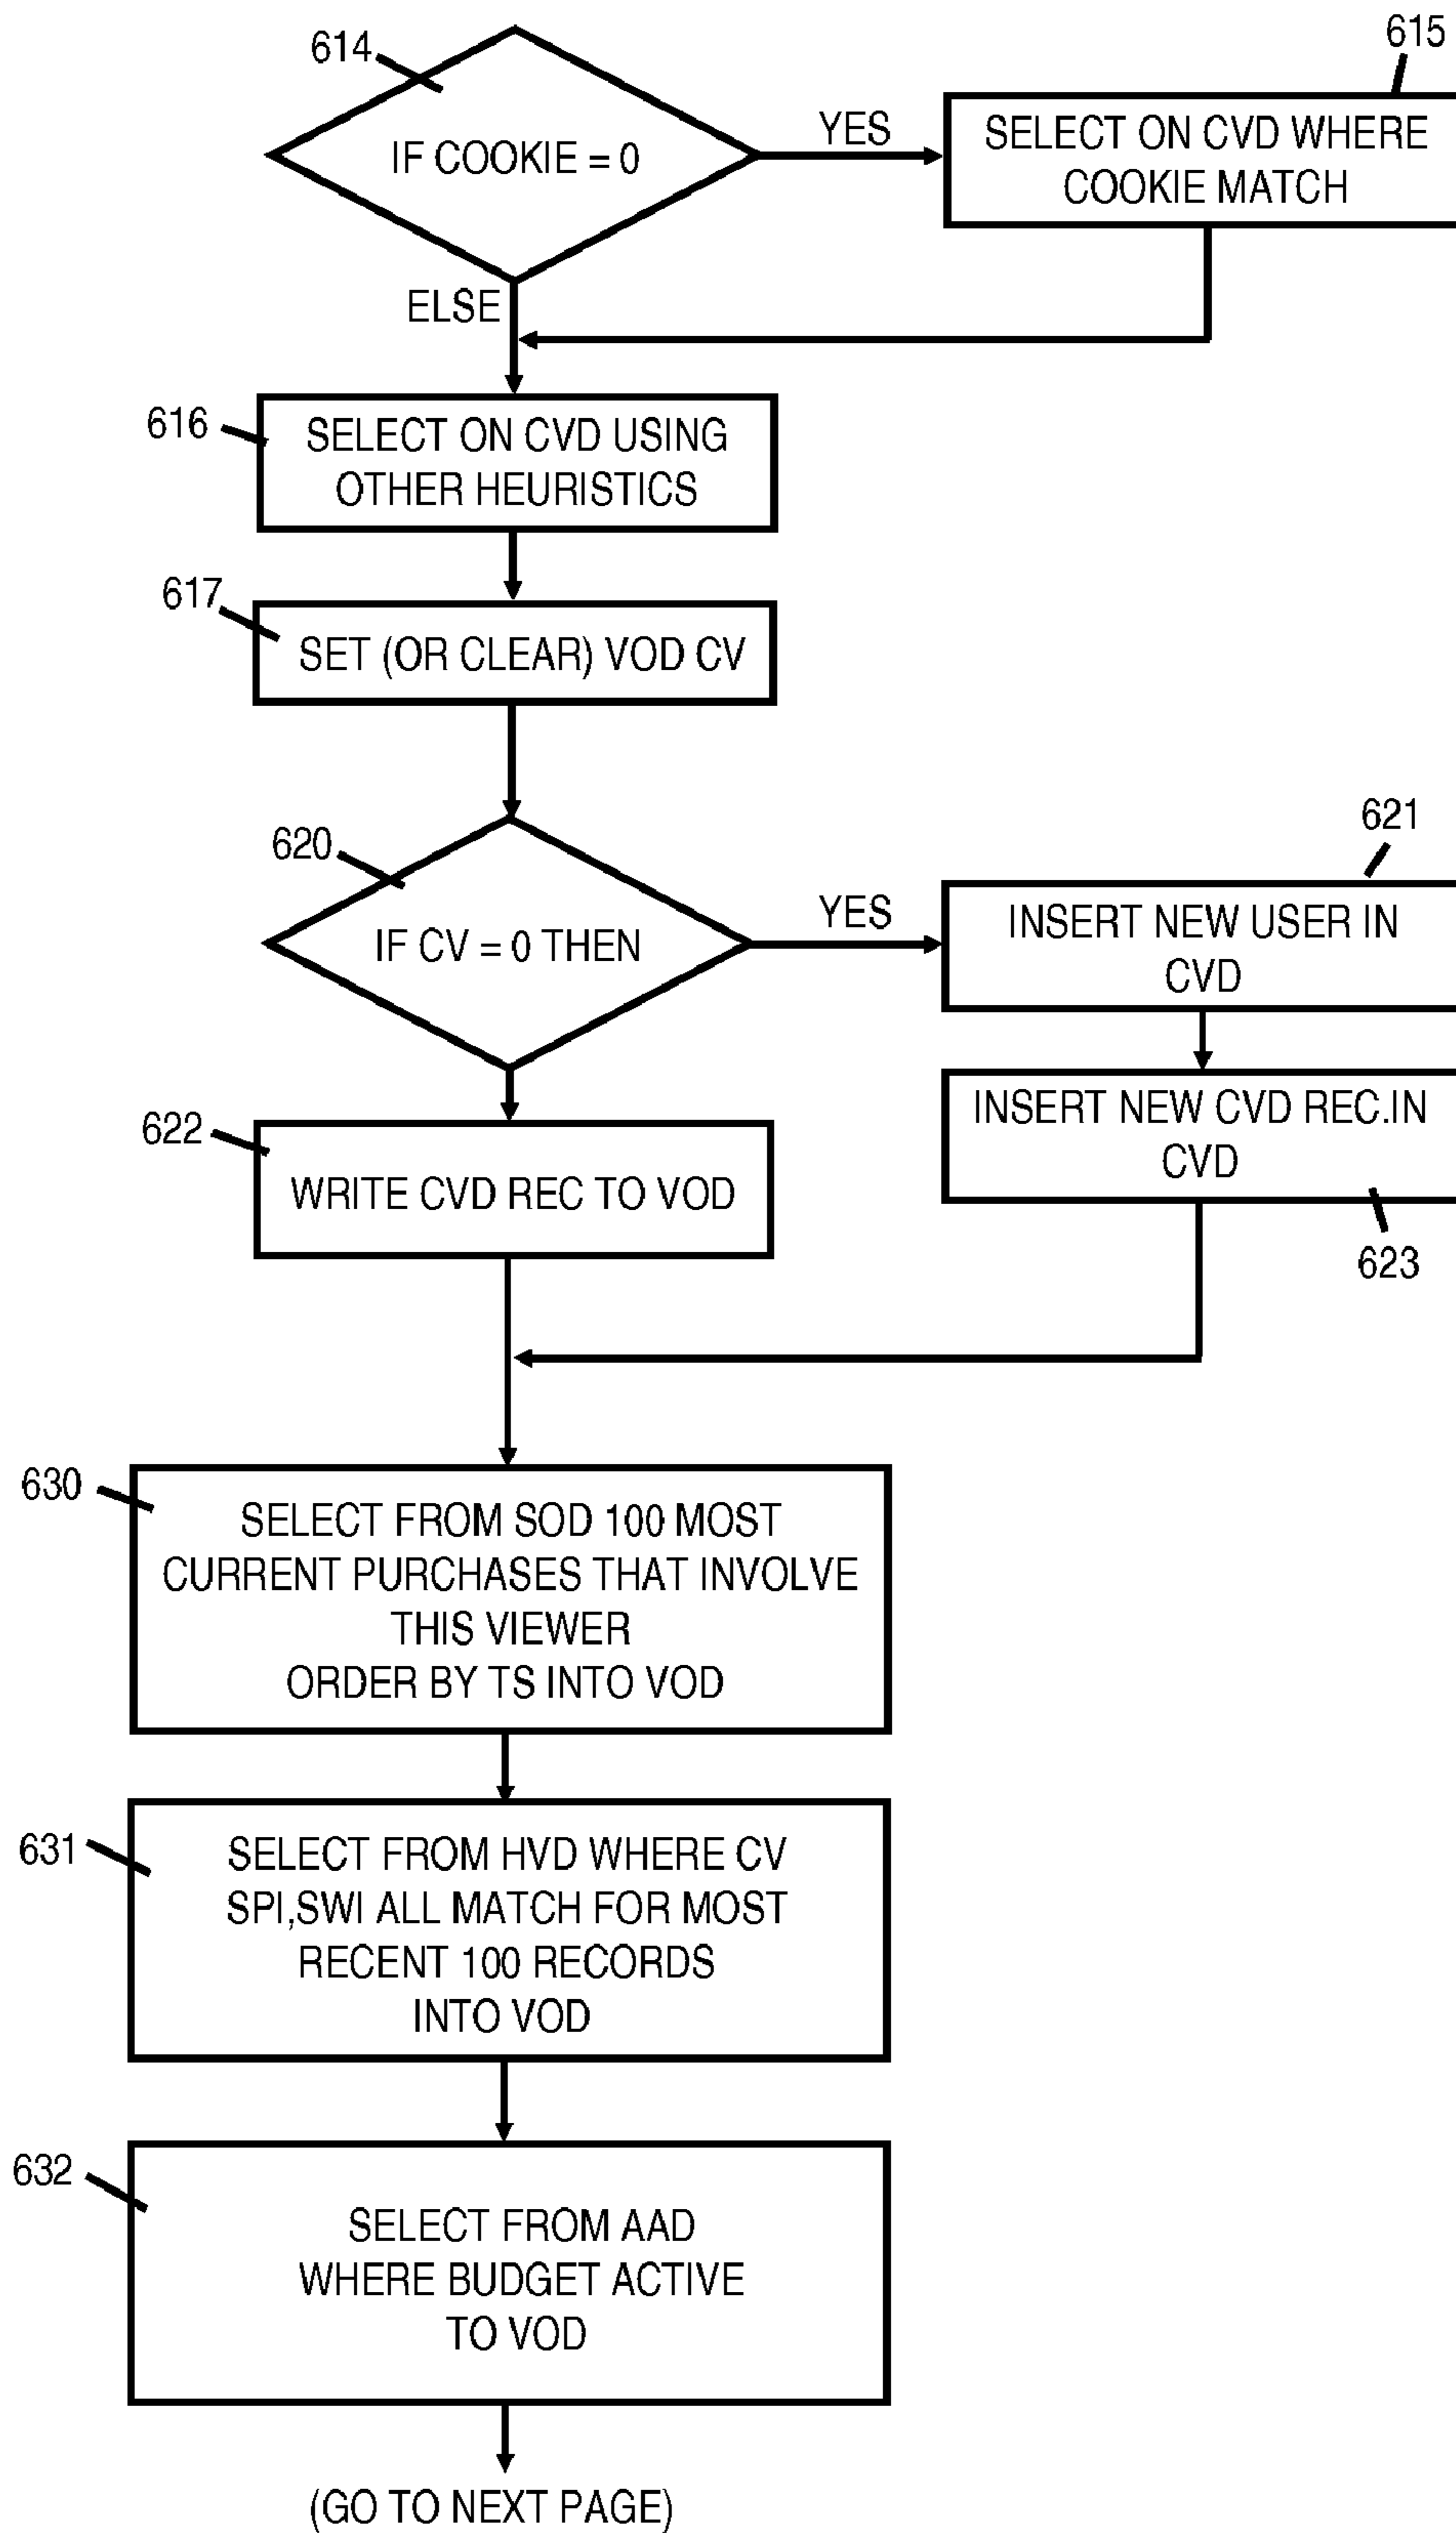 614
IF COOKIE = 0
YES
615
SELECT ON CVD WHERE
COOKIE MATCH
ELSE
616
SELECT ON CVD USING
OTHER HEURISTICS
617
SET (OR CLEAR) VOD CV
620
IF CV = 0 THEN
YES
621
INSERT NEW USER IN
CVD
622
WRITE CVD REC TO VOD
INSERT NEW CVD REC.IN
CVD
623
630
SELECT FROM SOD 100 MOST
CURRENT PURCHASES THAT INVOLVE
THIS VIEWER
ORDER BY TS INTO VOD
631
SELECT FROM HVD WHERE CV
SPI,SWI ALL MATCH FOR MOST
RECENT 100 RECORDS
INTO VOD
632
SELECT FROM AAD
WHERE BUDGET ACTIVE
TO VOD
(GO TO NEXT PAGE)